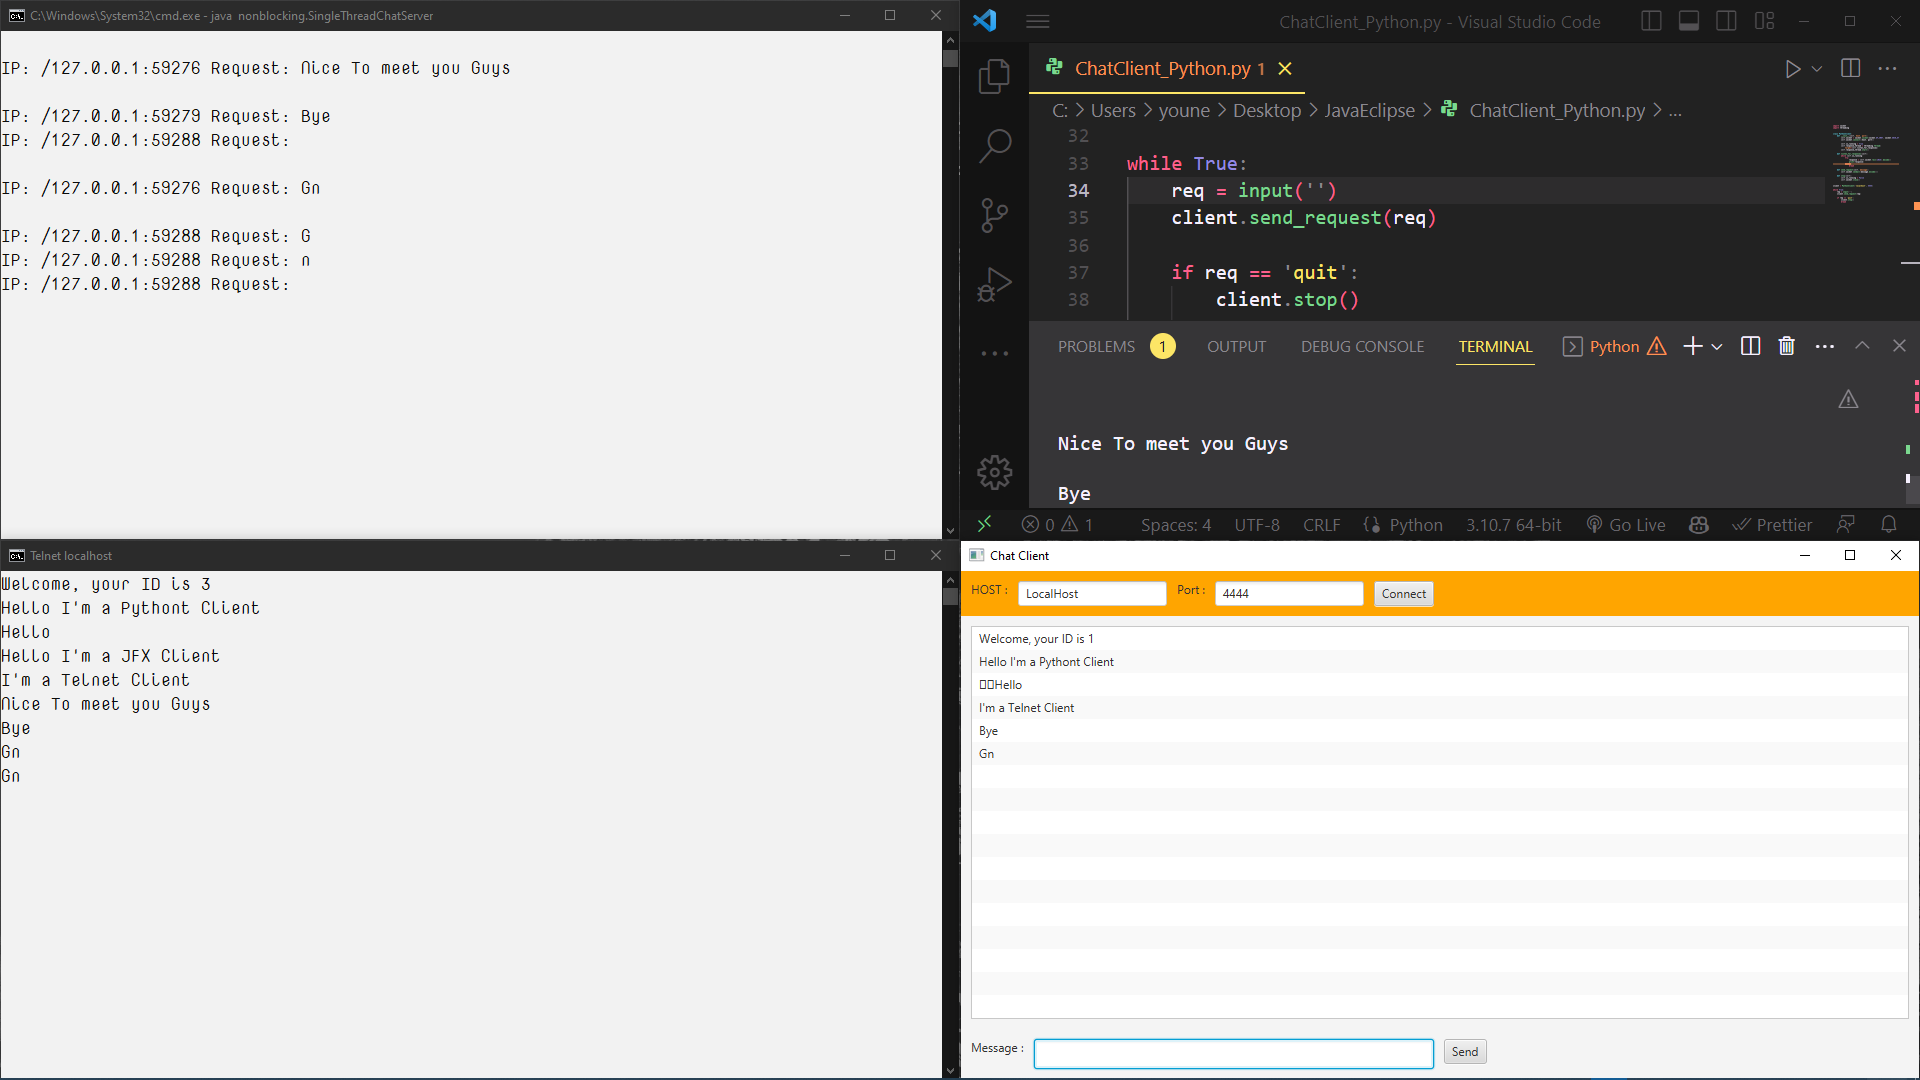 C:\Windows\System32\cmd.exe - java  nonblocking.SingleThreadChatServer
IP: /127.0.0.1:59276 Request: Nice To meet you Guys
IP: /127.0.0.1:59279 Request: Bye
IP: /127.0.0.1:59288 Request:
IP: /127.0.0.1:59276 Request: Gn
IP: /127.0.0.1:59288 Request: G
IP: /127.0.0.1:59288 Request: n
IP: /127.0.0.1:59288 Request:
ChatClient_Python.py - Visual Studio Code
ChatClient_Python.py 1
C: > Users > youne > Desktop > JavaEclipse > ChatClient_Python.py > ...
32
33 while True:
34 req = input('')
35 client.send_request(req)
36
37 if req == 'quit':
38 client.stop()
PROBLEMS 1 OUTPUT DEBUG CONSOLE TERMINAL Python
Nice To meet you Guys
Bye
0 1 Spaces: 4 UTF-8 CRLF Python 3.10.7 64-bit Go Live Prettier
Telnet localhost
Welcome, your ID is 3
Hello I'm a Pythont Client
Hello
Hello I'm a JFX Client
I'm a Telnet Client
Nice To meet you Guys
Bye
Gn
Gn
Chat Client
HOST : LocalHost Port : 4444 Connect
Welcome, your ID is 1
Hello I'm a Pythont Client
▯▯Hello
I'm a Telnet Client
Bye
Gn
Message : Send